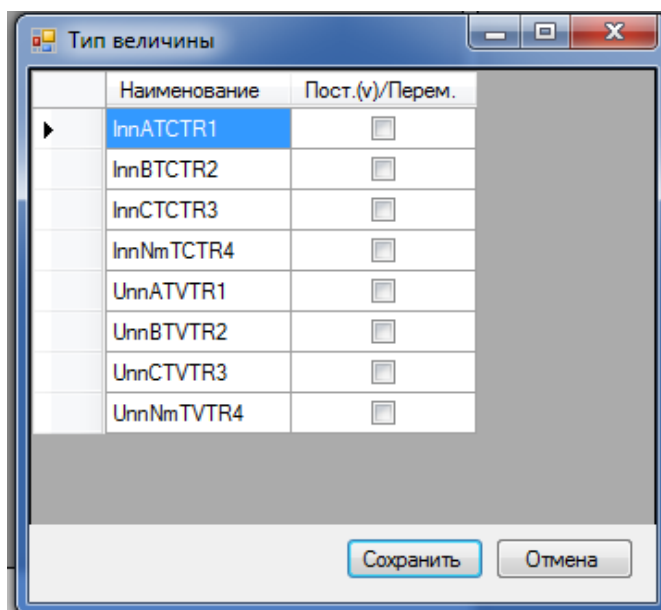 Тип величины
Наименование Пост.(v)/Перем.
InnATCTR1
InnBTCTR2
InnCTCTR3
InnNmTCTR4
UnnATVTR1
UnnBTVTR2
UnnCTVTR3
UnnNmTVTR4
Сохранить Отмена